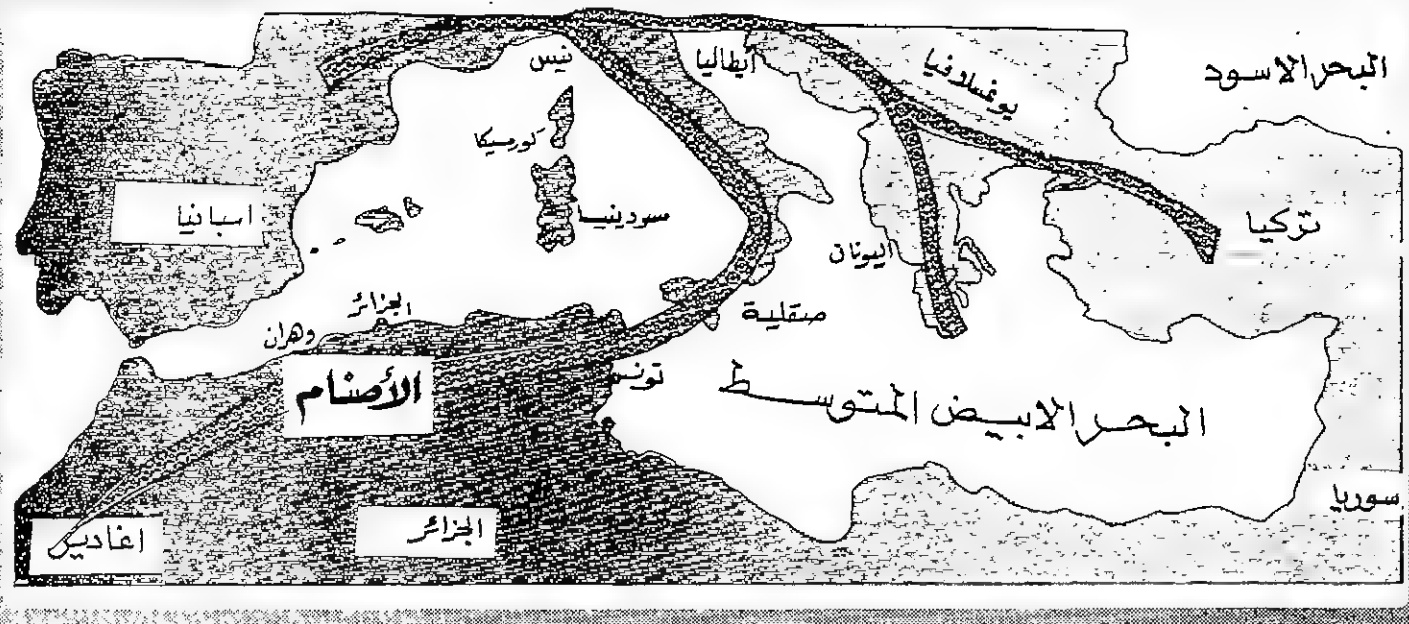 البحر الاسود
يوغسلافيا
ايطاليا
نيس
كورسيكا
سردينيا
اسبانيا
تركيا
اليونان
صقلية
الجزائر
وهران
الأصنام
تونس
البحر الابيض المتوسط
سوريا
الجزائر
اغادير